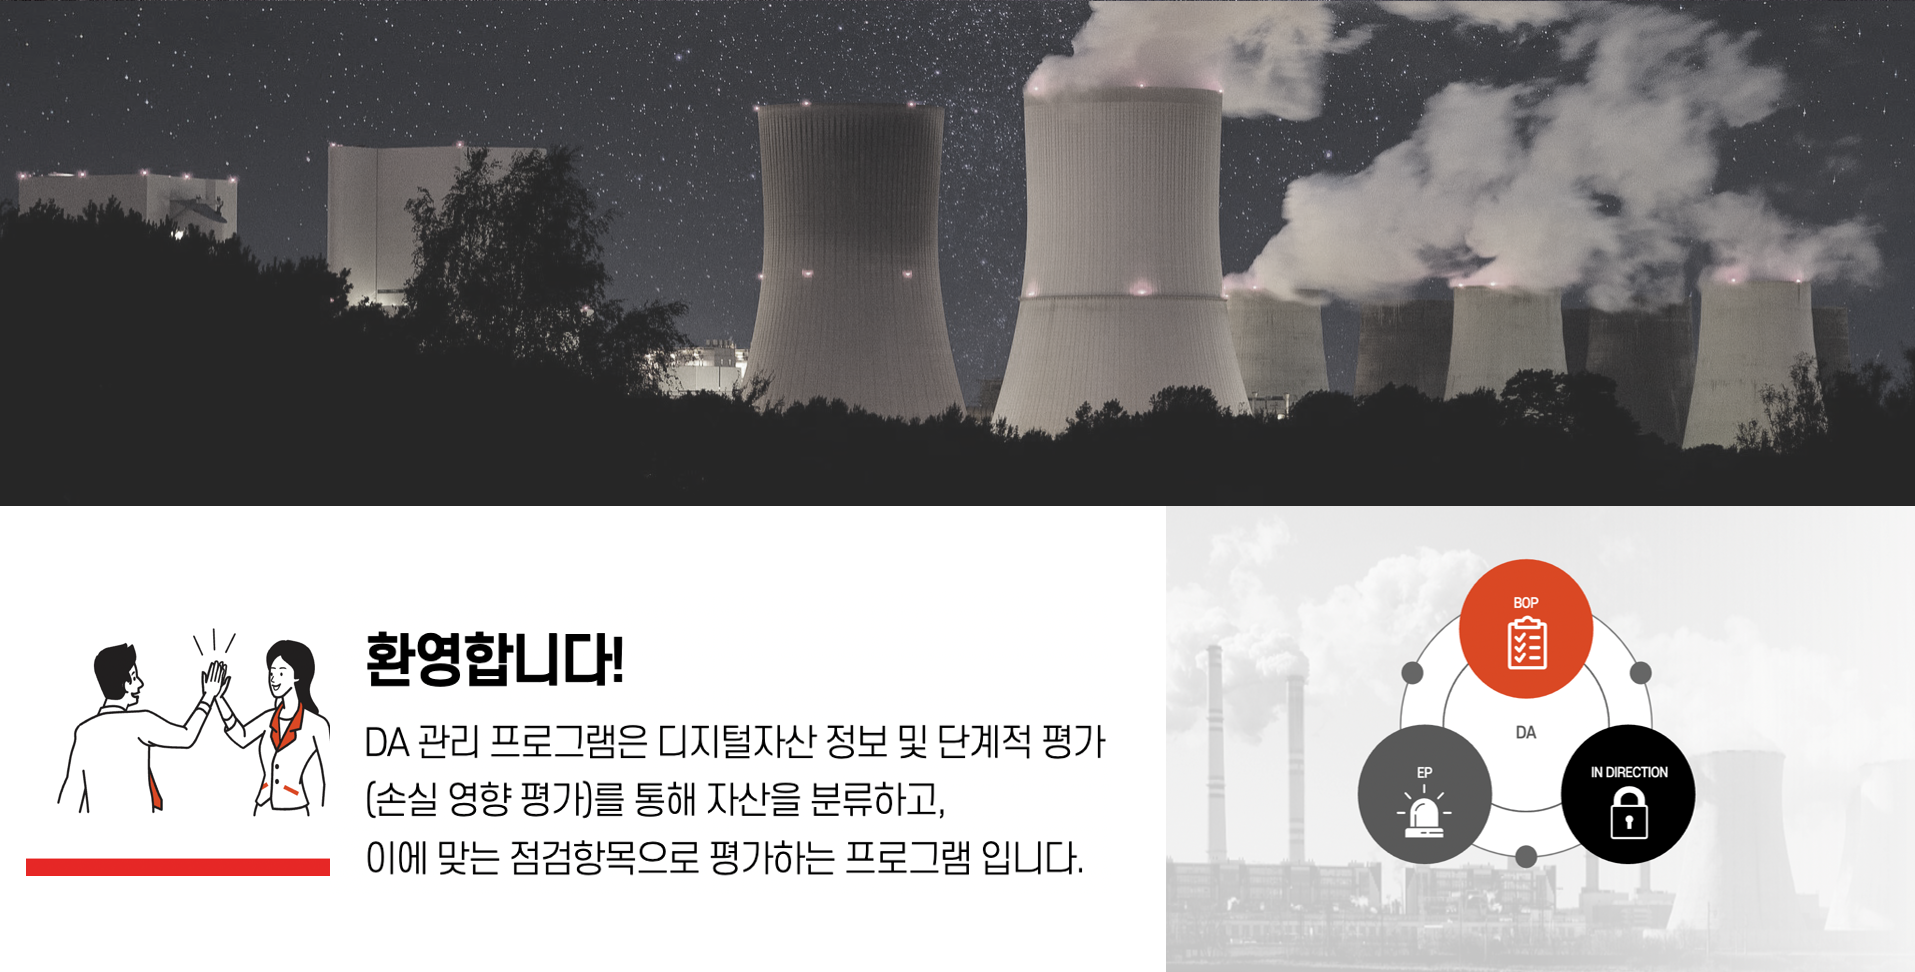 환영합니다!
DA 관리 프로그램은 디지털자산 정보 및 단계적 평가
(손실 영향 평가)를 통해 자산을 분류하고,
이에 맞는 점검항목으로 평가하는 프로그램 입니다.
BOP
DA
EP
IN DIRECTION